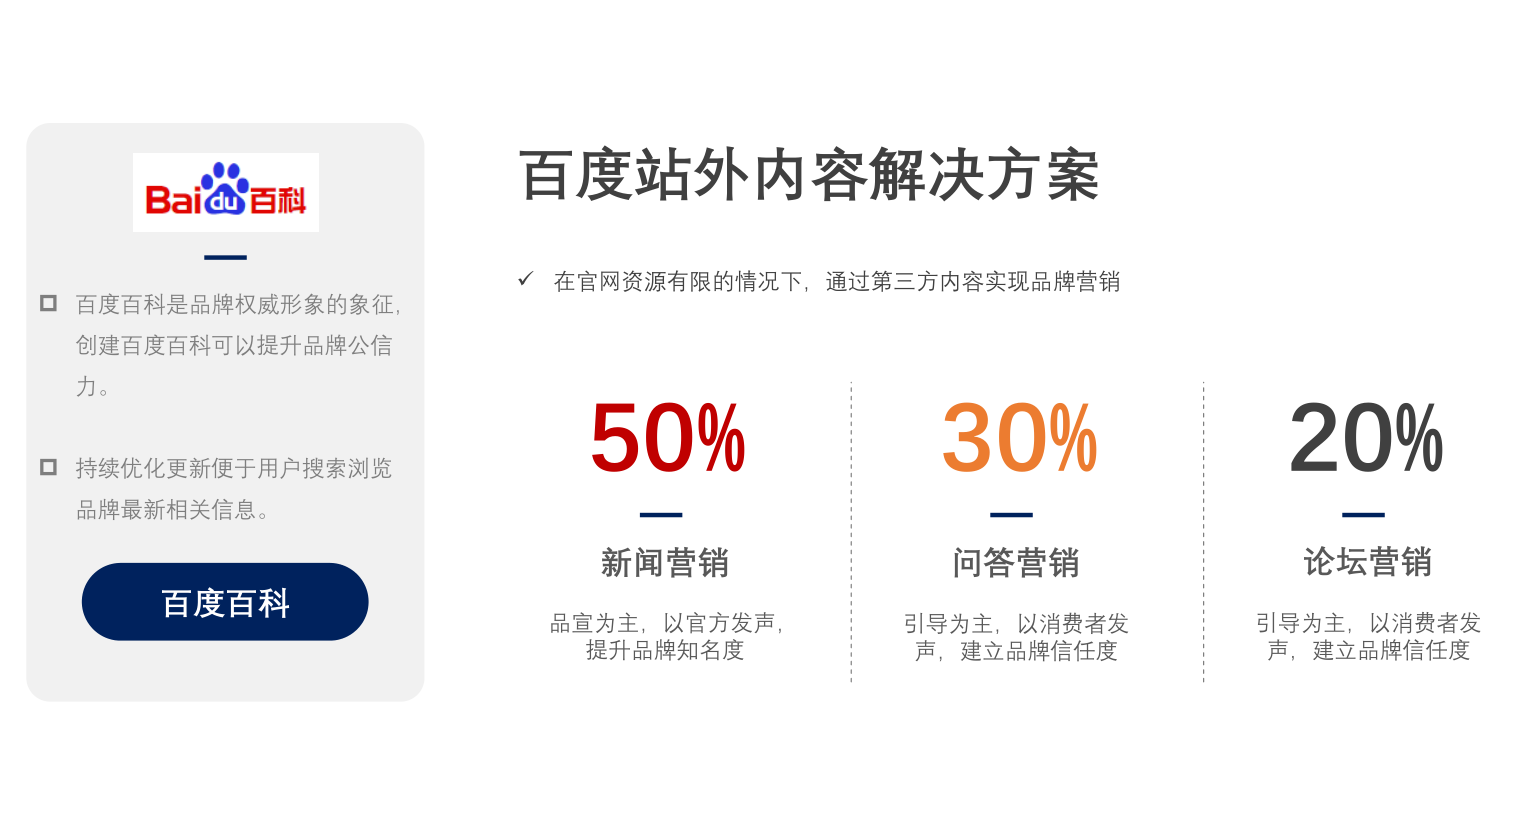 Bai du 百科
百度百科是品牌权威形象的象征,
创建百度百科可以提升品牌公信
力。
持续优化更新便于用户搜索浏览
品牌最新相关信息。
百度百科
百度站外内容解决方案
✓ 在官网资源有限的情况下, 通过第三方内容实现品牌营销
50%
新闻营销
品宣为主, 以官方发声,
提升品牌知名度
30%
问答营销
引导为主, 以消费者发
声, 建立品牌信任度
20%
论坛营销
引导为主, 以消费者发
声, 建立品牌信任度